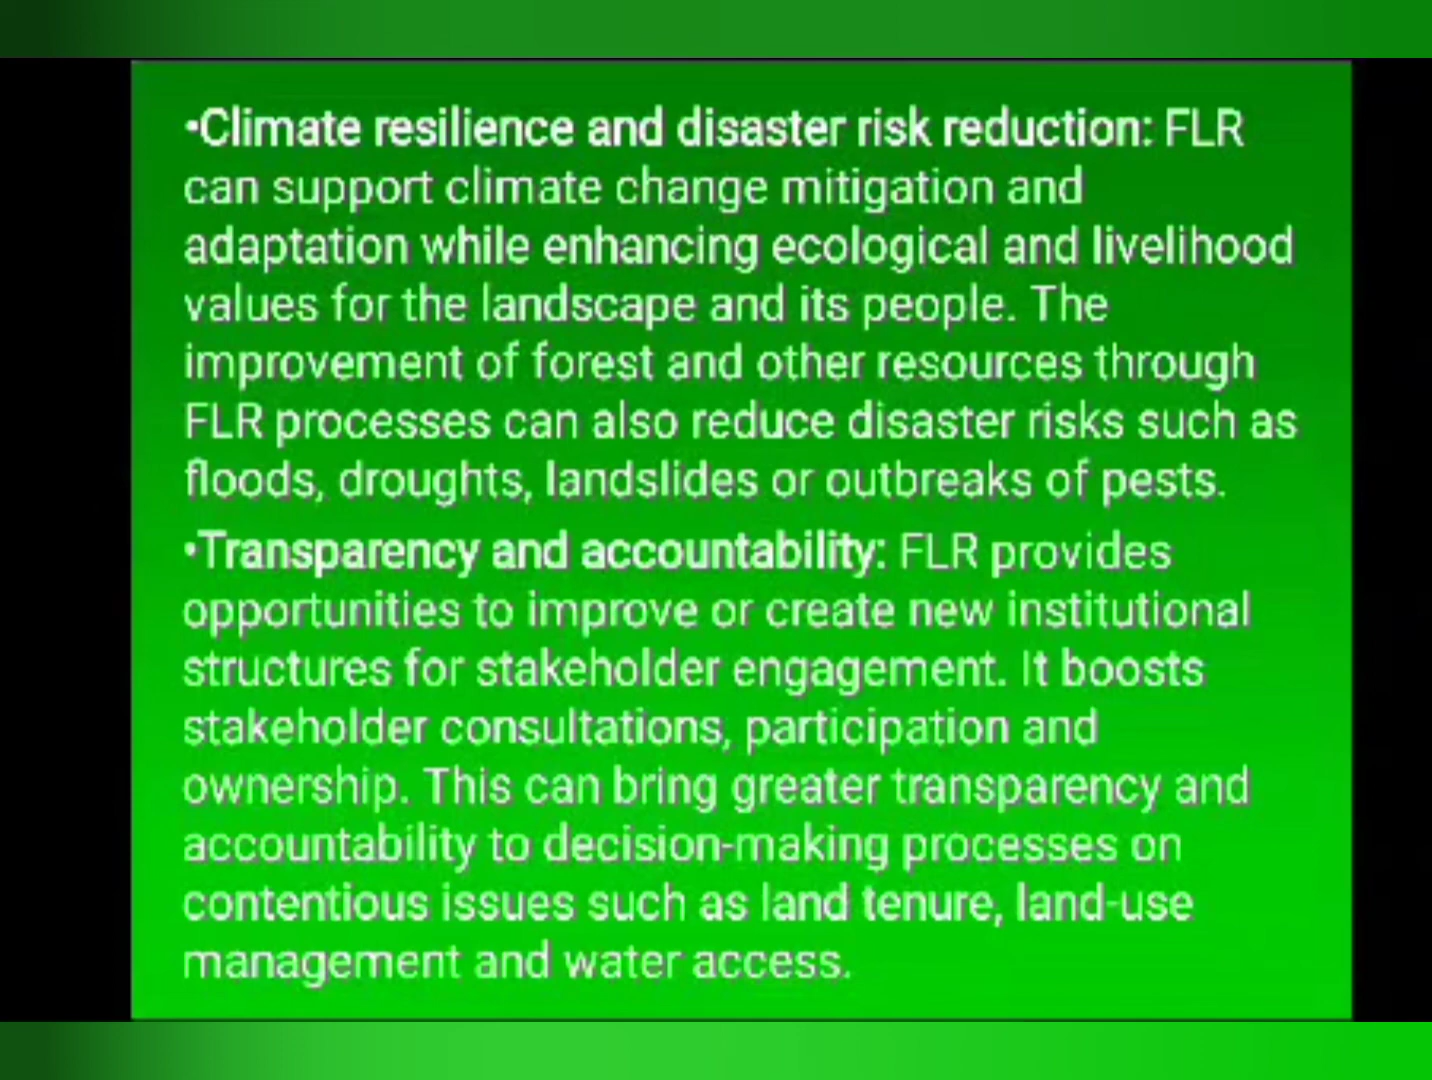 •Climate resilience and disaster risk reduction: FLR
can support climate change mitigation and
adaptation while enhancing ecological and livelihood
values for the landscape and its people. The
improvement of forest and other resources through
FLR processes can also reduce disaster risks such as
floods, droughts, landslides or outbreaks of pests.
•Transparency and accountability: FLR provides
opportunities to improve or create new institutional
structures for stakeholder engagement. It boosts
stakeholder consultations, participation and
ownership. This can bring greater transparency and
accountability to decision-making processes on
contentious issues such as land tenure, land-use
management and water access.